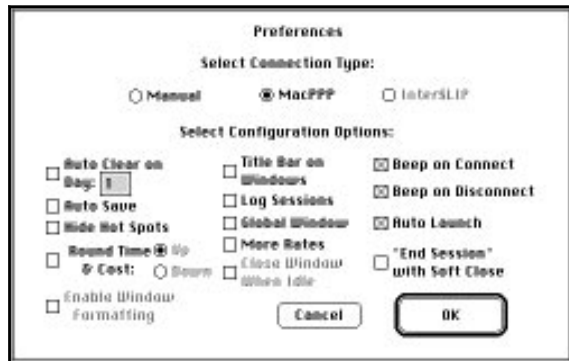 Preferences
Select Connection Type:
Manual MacPPP InterSLIP
Select Configuration Options:
Auto Clear on
Day: 1
Auto Save
Hide Hot Spots
Round Time Up
& Cost: Down
Enable Window
Formatting
Title Bar on
Windows
Log Sessions
Global Window
More Rates
Close Window
When Idle
Beep on Connect
Beep on Disconnect
Auto Launch
"End Session"
with Soft Close
Cancel
OK